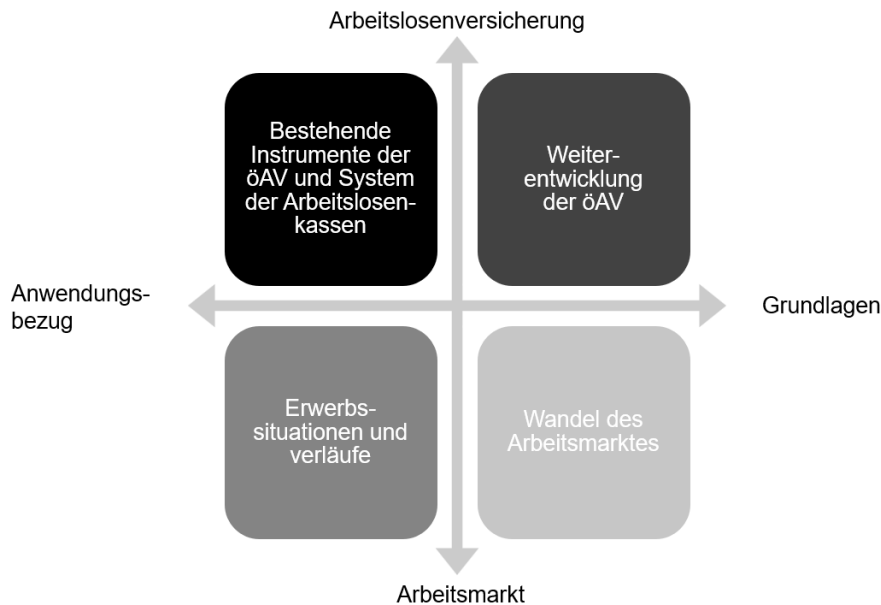 Arbeitslosenversicherung
Bestehende
Instrumente der
öAV und System
der Arbeitslosen-
kassen
Weiter-
entwicklung
der öAV
Anwendungs-
bezug
Grundlagen
Erwerbs-
situationen und
verläufe
Wandel des
Arbeitsmarktes
Arbeitsmarkt